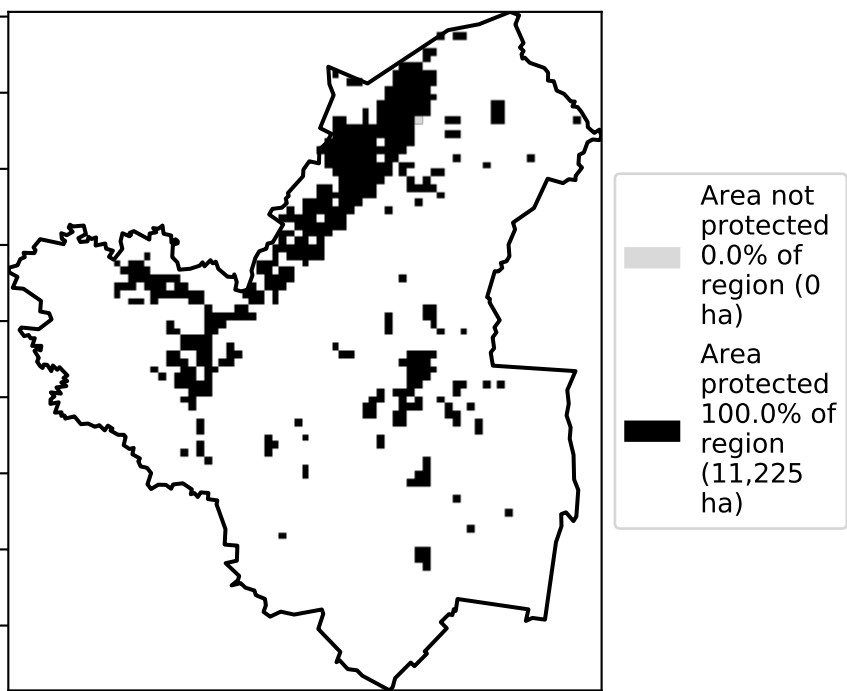 Area not
protected
0.0% of
region (0
ha)
Area
protected
100.0% of
region
(11,225
ha)